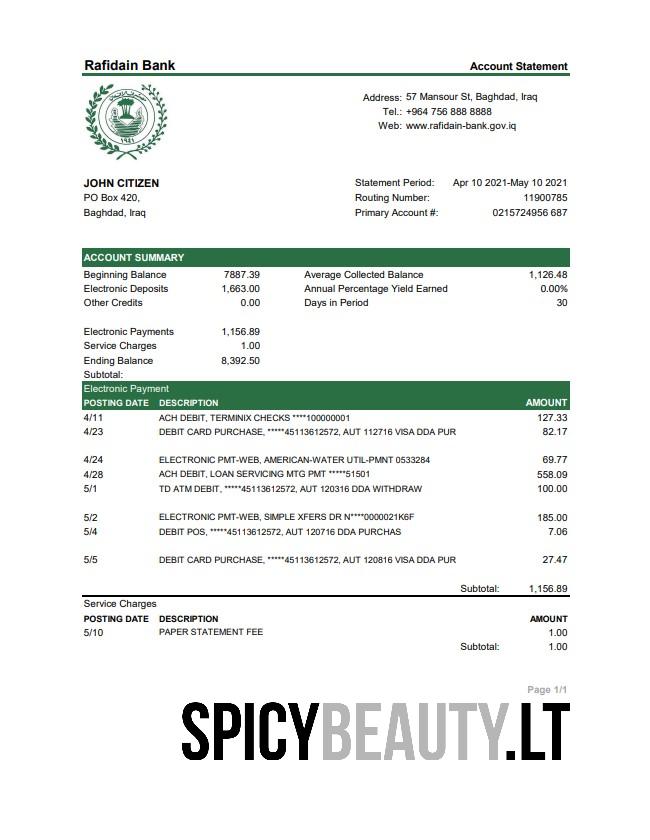 Rafidain Bank Account Statement
١٩٤١
Address: 57 Mansour St, Baghdad, Iraq
Tel.: +964 756 888 8888
Web: www.rafidain-bank.gov.iq
JOHN CITIZEN
PO Box 420,
Baghdad, Iraq
Statement Period: Apr 10 2021-May 10 2021
Routing Number: 11900785
Primary Account #: 0215724956 687
ACCOUNT SUMMARY
Beginning Balance 7887.39 Average Collected Balance 1,126.48
Electronic Deposits 1,663.00 Annual Percentage Yield Earned 0.00%
Other Credits 0.00 Days in Period 30
Electronic Payments 1,156.89
Service Charges 1.00
Ending Balance 8,392.50
Subtotal:
Electronic Payment
POSTING DATE DESCRIPTION AMOUNT
4/11 ACH DEBIT, TERMINIX CHECKS ****100000001 127.33
4/23 DEBIT CARD PURCHASE, *****45113612572, AUT 112716 VISA DDA PUR 82.17
4/24 ELECTRONIC PMT-WEB, AMERICAN-WATER UTIL-PMNT 0533284 69.77
4/28 ACH DEBIT, LOAN SERVICING MTG PMT *****51501 558.09
5/1 TD ATM DEBIT, *****45113612572, AUT 120316 DDA WITHDRAW 100.00
5/2 ELECTRONIC PMT-WEB, SIMPLE XFERS DR N****0000021K6F 185.00
5/4 DEBIT POS, *****45113612572, AUT 120716 DDA PURCHAS 7.06
5/5 DEBIT CARD PURCHASE, *****45113612572, AUT 120816 VISA DDA PUR 27.47
Subtotal: 1,156.89
Service Charges
POSTING DATE DESCRIPTION AMOUNT
5/10 PAPER STATEMENT FEE 1.00
Subtotal: 1.00
Page 1/1
SPICYBEAUTY.LT